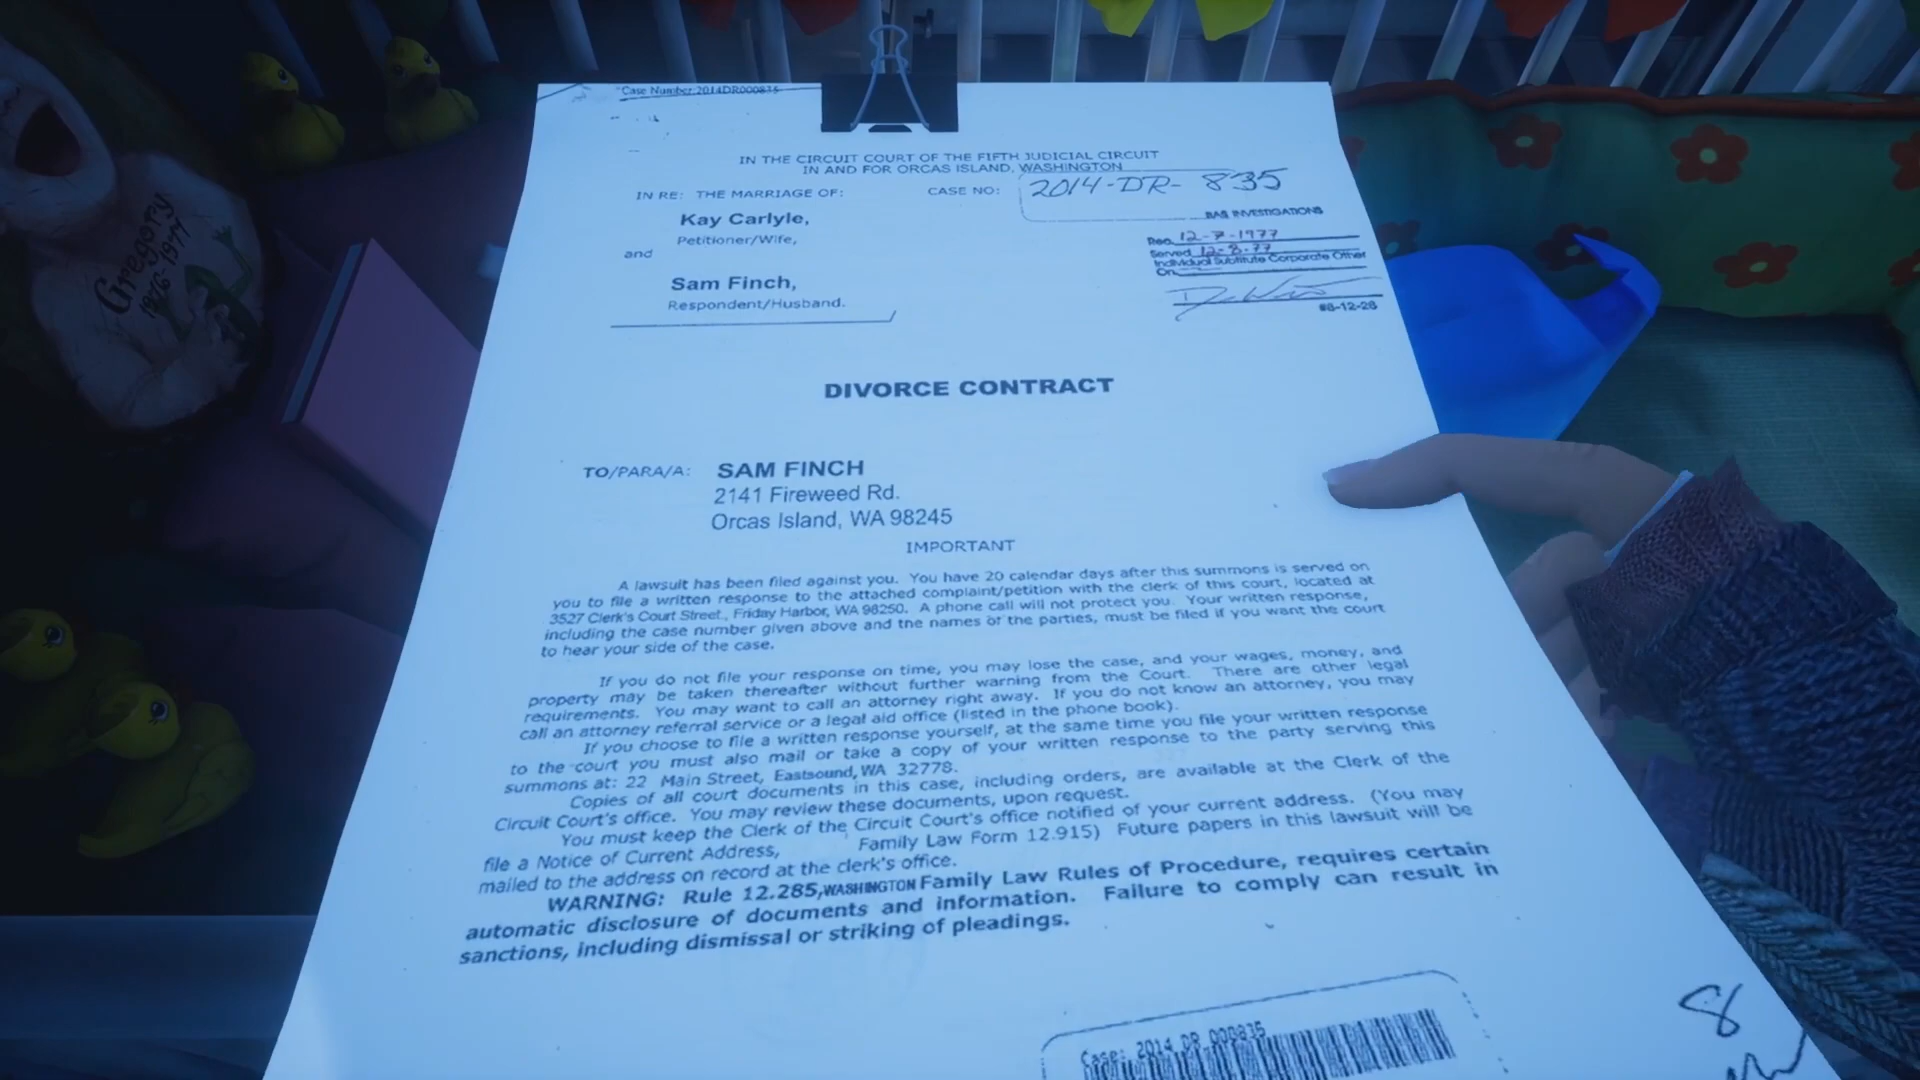 Case Number:2014DR000835
IN THE CIRCUIT COURT OF THE FIFTH JUDICIAL CIRCUIT
IN AND FOR ORCAS ISLAND, WASHINGTON
IN RE: THE MARRIAGE OF:
CASE NO: 2014-DR- 835
Kay Carlyle,
Petitioner/Wife,
and
Sam Finch,
Respondent/Husband.
INVESTIGATIONS
Rec. 12-7-1977
Served 12-8-77
Individual Substitute Corporate Other
On
#8-12-26
DIVORCE CONTRACT
TO/PARA/A: SAM FINCH
2141 Fireweed Rd.
Orcas Island, WA 98245
IMPORTANT
A lawsuit has been filed against you. You have 20 calendar days after this summons is served on
you to file a written response to the attached complaint/petition with the clerk of this court, located at
3527 Clerk's Court Street., Friday Harbor, WA 98250. A phone call will not protect you. Your written response,
including the case number given above and the names of the parties, must be filed if you want the court
to hear your side of the case.
If you do not file your response on time, you may lose the case, and your wages, money, and
property may be taken thereafter without further warning from the Court. There are other legal
requirements. You may want to call an attorney right away. If you do not know an attorney, you may
call an attorney referral service or a legal aid office (listed in the phone book).
If you choose to file a written response yourself, at the same time you file your written response
to the court you must also mail or take a copy of your written response to the party serving this
summons at: 22 Main Street, Eastsound, WA 32778.
Copies of all court documents in this case, including orders, are available at the Clerk of the
Circuit Court's office. You may review these documents, upon request.
You must keep the Clerk of the Circuit Court's office notified of your current address. (You may
file a Notice of Current Address, Family Law Form 12.915) Future papers in this lawsuit will be
mailed to the address on record at the clerk's office.
WARNING: Rule 12.285, WASHINGTON Family Law Rules of Procedure, requires certain
automatic disclosure of documents and information. Failure to comply can result in
sanctions, including dismissal or striking of pleadings.
Case: 2014 DR 000835
8
Gregory
1976-1977